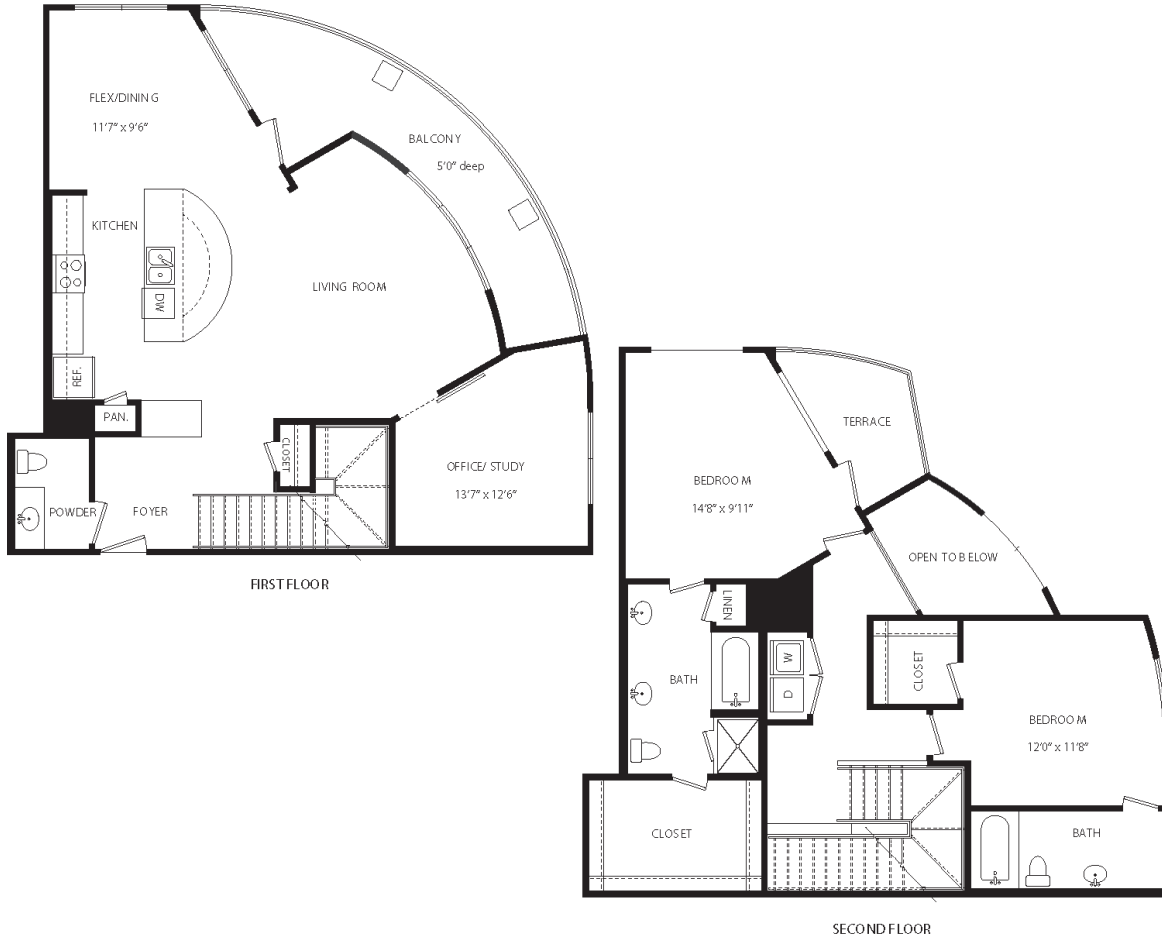 FLEX/DINING
11'7" x 9'6"
BALCONY
5'0" deep
KITCHEN
DW
LIVING ROOM
REF.
PAN.
CLOSET
OFFICE/ STUDY
13'7" x 12'6"
POWDER
FOYER
FIRST FLOOR
TERRACE
BEDROOM
14'8" x 9'11"
OPEN TO BELOW
LINEN
W
D
BATH
CLOSET
BEDROOM
12'0" x 11'8"
CLOSET
BATH
SECOND FLOOR